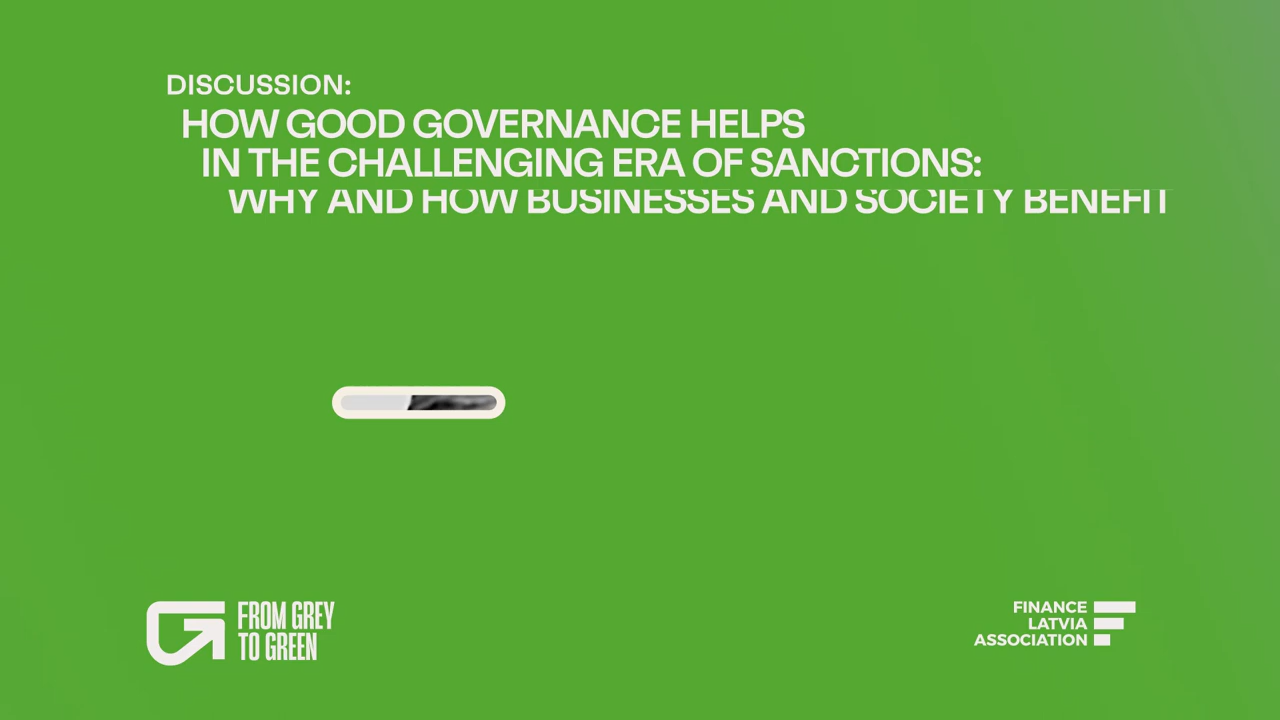 DISCUSSION:
HOW GOOD GOVERNANCE HELPS
IN THE CHALLENGING ERA OF SANCTIONS:
WHY AND HOW BUSINESSES AND SOCIETY BENEFIT
FROM GREY
TO GREEN
FINANCE
LATVIA
ASSOCIATION